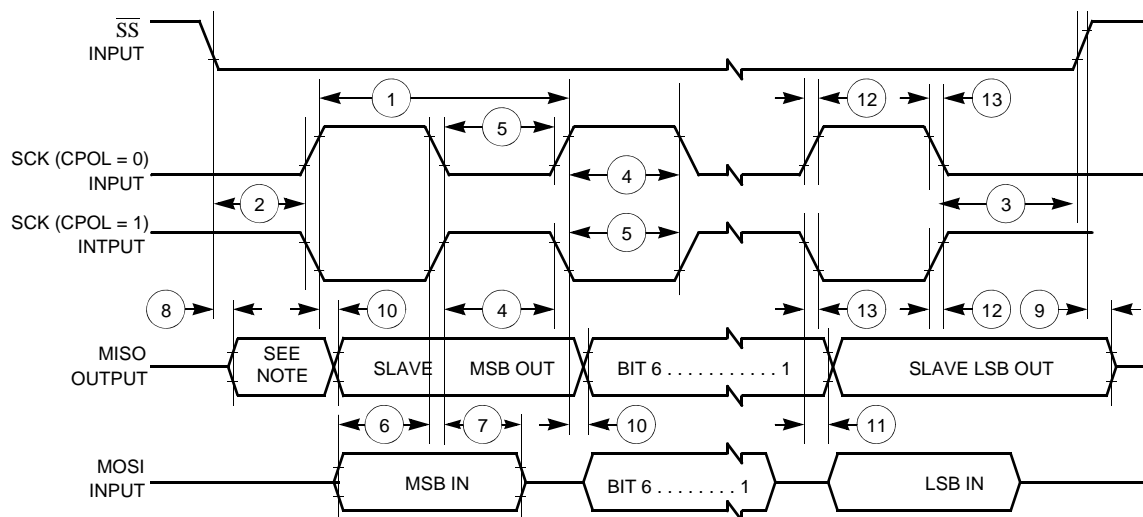 SS
INPUT
1
12
13
5
SCK (CPOL = 0)
INPUT
4
2
3
SCK (CPOL = 1)
INTPUT
5
8
10
4
13
12
9
MISO
OUTPUT
SEE
NOTE
SLAVE MSB OUT
BIT 6 . . . . . . . . . . . 1
SLAVE LSB OUT
6
7
10
11
MOSI
INPUT
MSB IN
BIT 6 . . . . . . . . 1
LSB IN